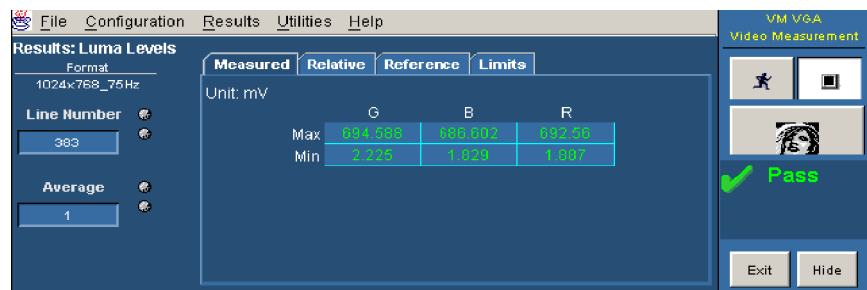 File Configuration Results Utilities Help
VM VGA
Video Measurement
Results: Luma Levels
Format
1024x768_75Hz
Line Number
383
Average
1
Measured Relative Reference Limits
Unit: mV
G B R
Max 694.588 686.602 692.56
Min 2.225 1.829 1.887
Pass
Exit Hide